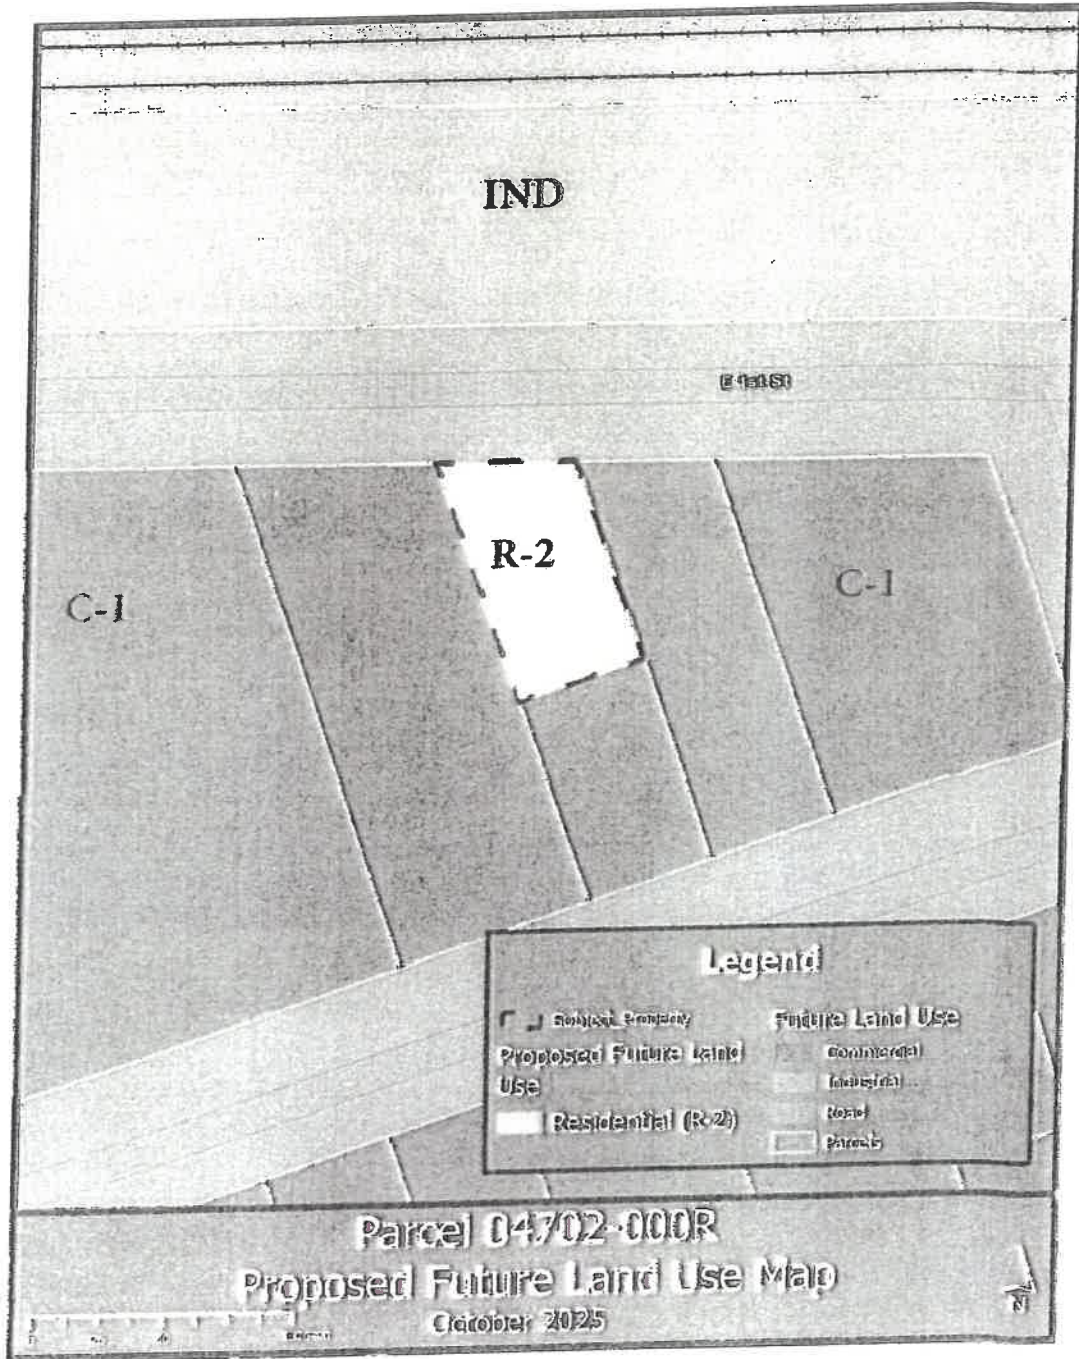 IND
E 1st St
R-2
C-1
C-1
Legend
Subject Property
Proposed Future Land
Use
Residential (R-2)
Future Land Use
Commercial
Industrial
Road
Parcels
Parcel 04702-000R
Proposed Future Land Use Map
October 2025
N